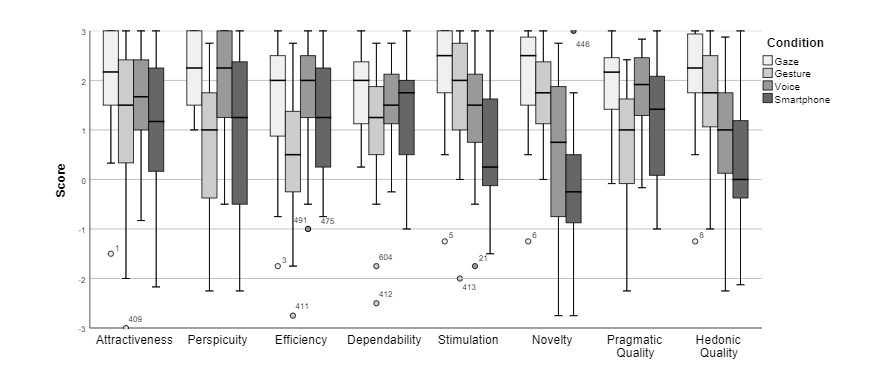 3
2
1
0
-1
-2
-3
Score
1
409
3
411
491
475
604
412
5
413
21
6
446
8
Attractiveness
Perspicuity
Efficiency
Dependability
Stimulation
Novelty
Pragmatic
Quality
Hedonic
Quality
Condition
Gaze
Gesture
Voice
Smartphone